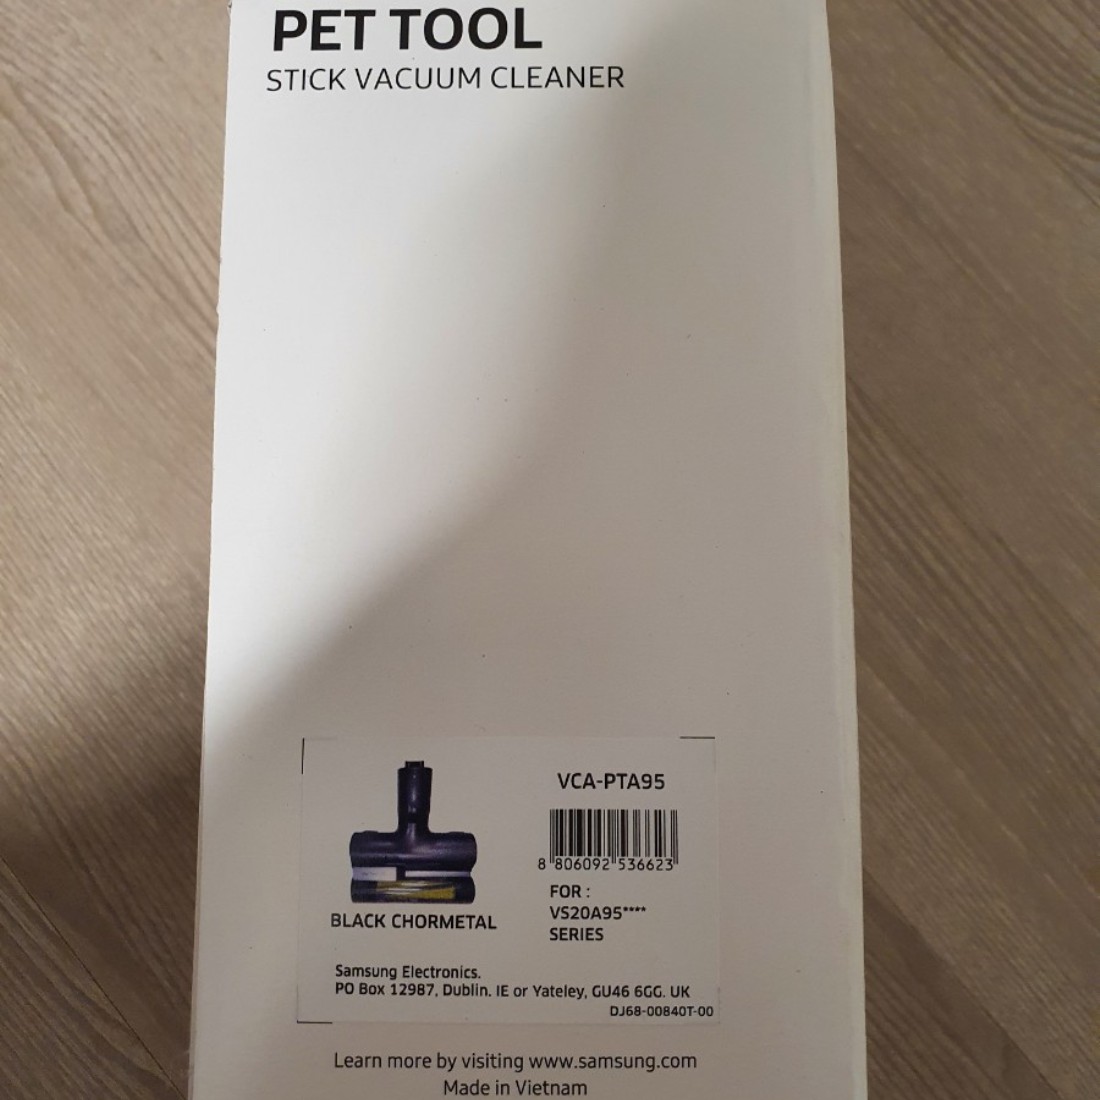 PET TOOL
STICK VACUUM CLEANER
VCA-PTA95
8 806092 536623
FOR :
VS20A95****
SERIES
BLACK CHORMETAL
Samsung Electronics.
PO Box 12987, Dublin. IE or Yateley, GU46 6GG. UK
DJ68-00840T-00
Learn more by visiting www.samsung.com
Made in Vietnam